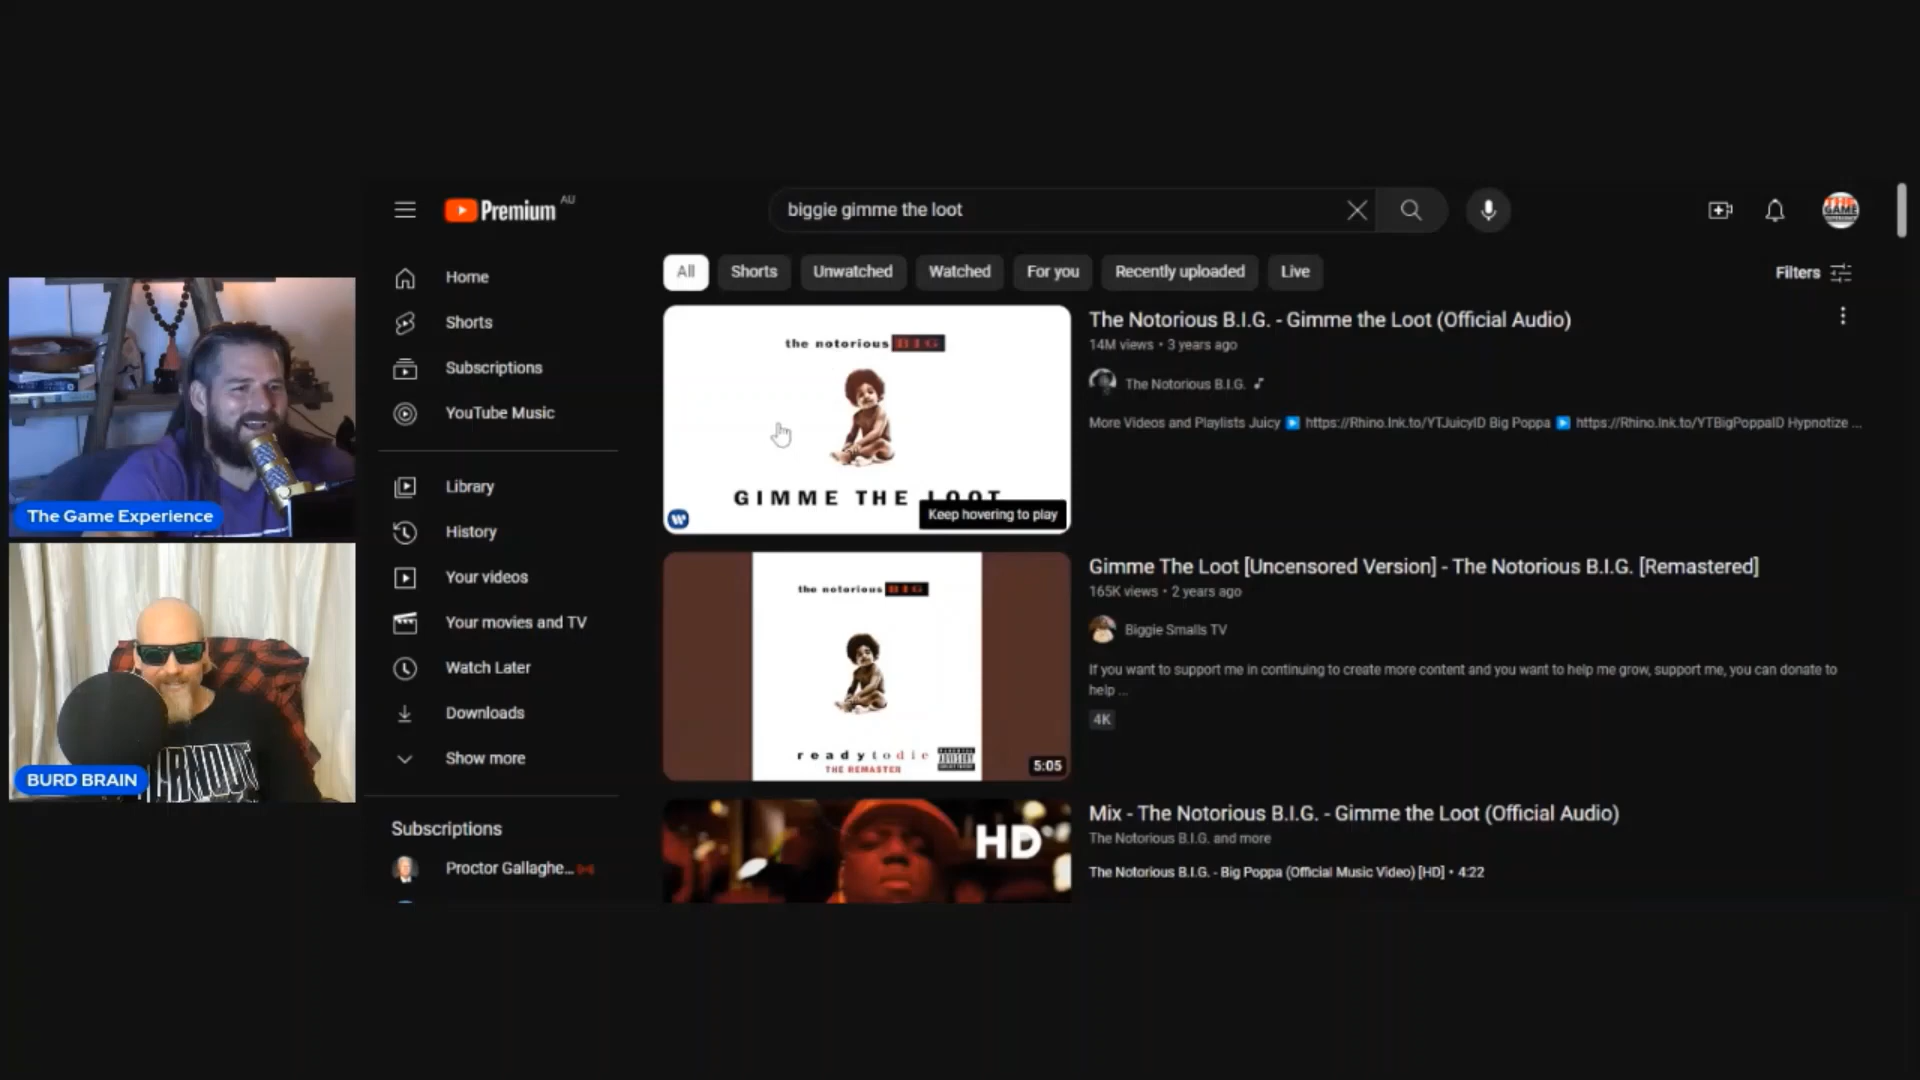 Premium AU
biggie gimme the loot
THE GAME
Home
Shorts
Subscriptions
YouTube Music
Library
History
Your videos
Your movies and TV
Watch Later
Downloads
Show more
Subscriptions
Proctor Gallaghe...
All
Shorts
Unwatched
Watched
For you
Recently uploaded
Live
Filters
the notorious BIG
GIMME THE LOOT
Keep hovering to play
The Notorious B.I.G. - Gimme the Loot (Official Audio)
14M views • 3 years ago
The Notorious B.I.G. ♪
More Videos and Playlists Juicy ▶ https://Rhino.lnk.to/YTJuicyID Big Poppa ▶ https://Rhino.lnk.to/YTBigPoppaID Hypnotize ...
the notorious BIG
readytodie
THE REMASTER
PARENTAL ADVISORY
5:05
Gimme The Loot [Uncensored Version] - The Notorious B.I.G. [Remastered]
165K views • 2 years ago
Biggie Smalls TV
If you want to support me in continuing to create more content and you want to help me grow, support me, you can donate to
help ...
4K
HD
Mix - The Notorious B.I.G. - Gimme the Loot (Official Audio)
The Notorious B.I.G. and more
The Notorious B.I.G. - Big Poppa (Official Music Video) [HD] • 4:22
The Game Experience
BURD BRAIN